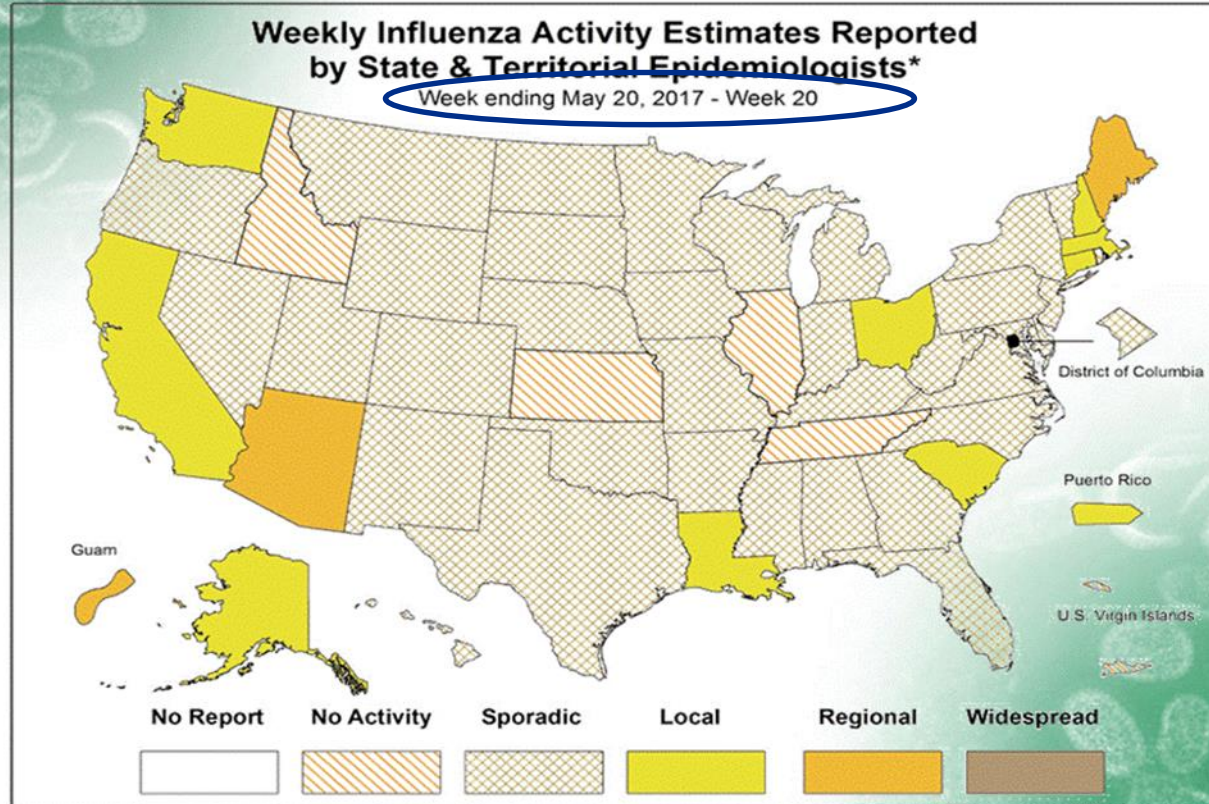 Weekly Influenza Activity Estimates Reported
by State & Territorial Epidemiologists*
Week ending May 20, 2017 - Week 20
District of Columbia
Puerto Rico
Guam
U.S. Virgin Islands
No Report No Activity Sporadic Local Regional Widespread